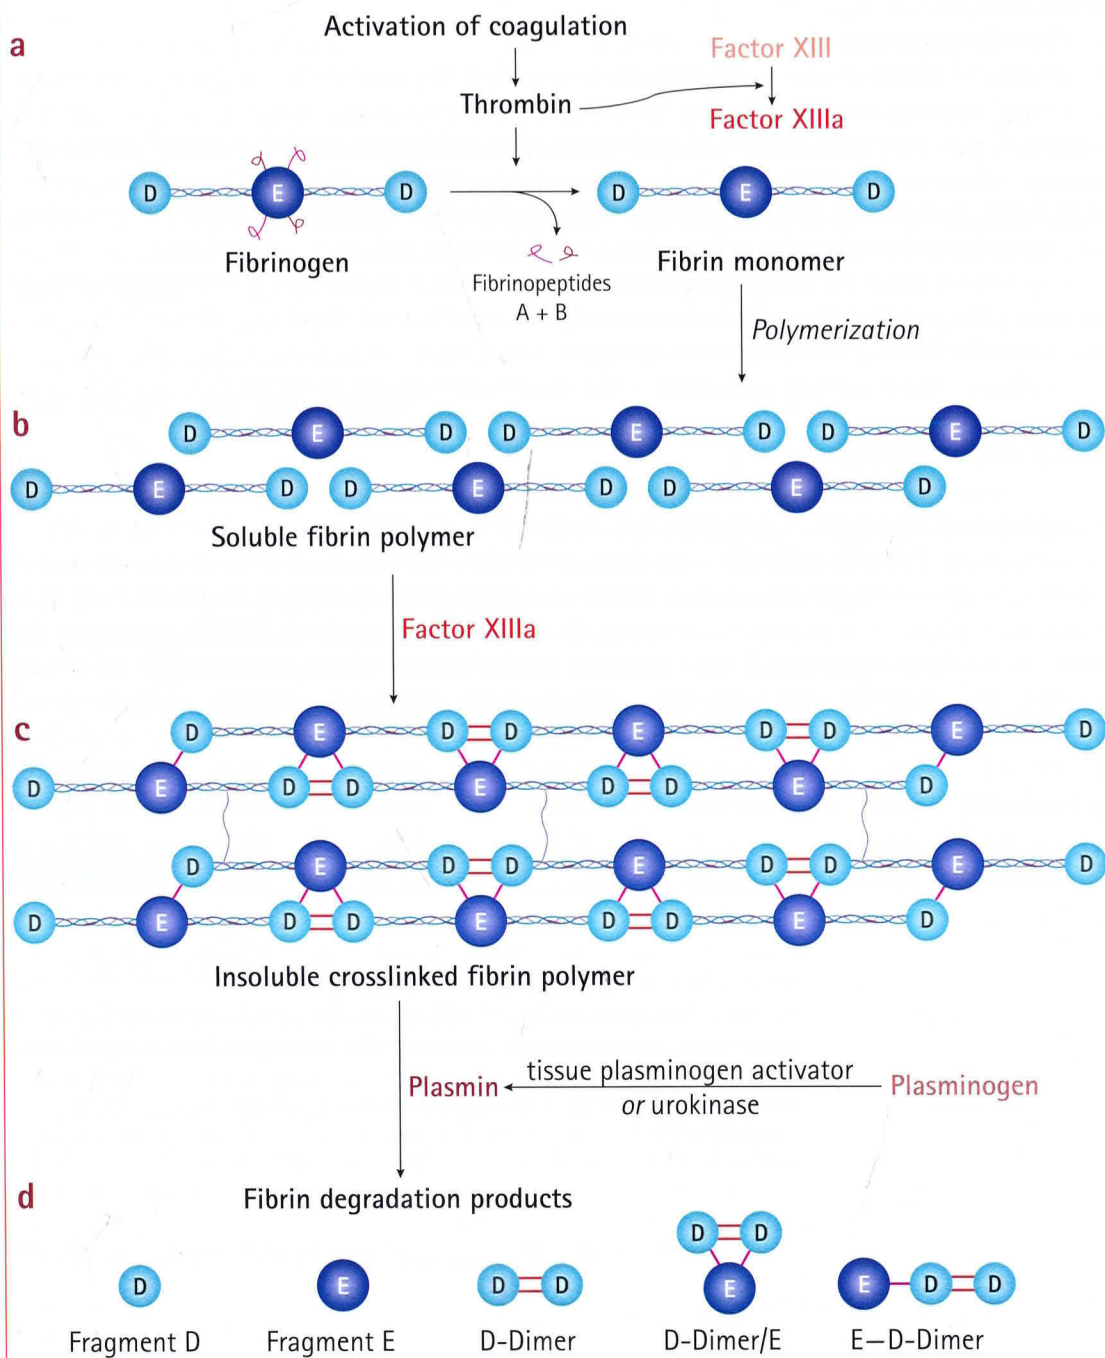 a
Activation of coagulation
Factor XIII
Thrombin
Factor XIIIa
D E D
D E D
Fibrinogen
Fibrin monomer
Fibrinopeptides
A + B
Polymerization
b
D E D D E D D E D
D E D D E D D E D
Soluble fibrin polymer
Factor XIIIa
c
D E D D E D D E D
D E D D E D D E D
D E D D E D D E D
D E D D E D D E D
Insoluble crosslinked fibrin polymer
Plasmin
tissue plasminogen activator
or urokinase
Plasminogen
d
Fibrin degradation products
D D
D E D D E E D D
Fragment D
Fragment E
D-Dimer
D-Dimer/E
E—D-Dimer